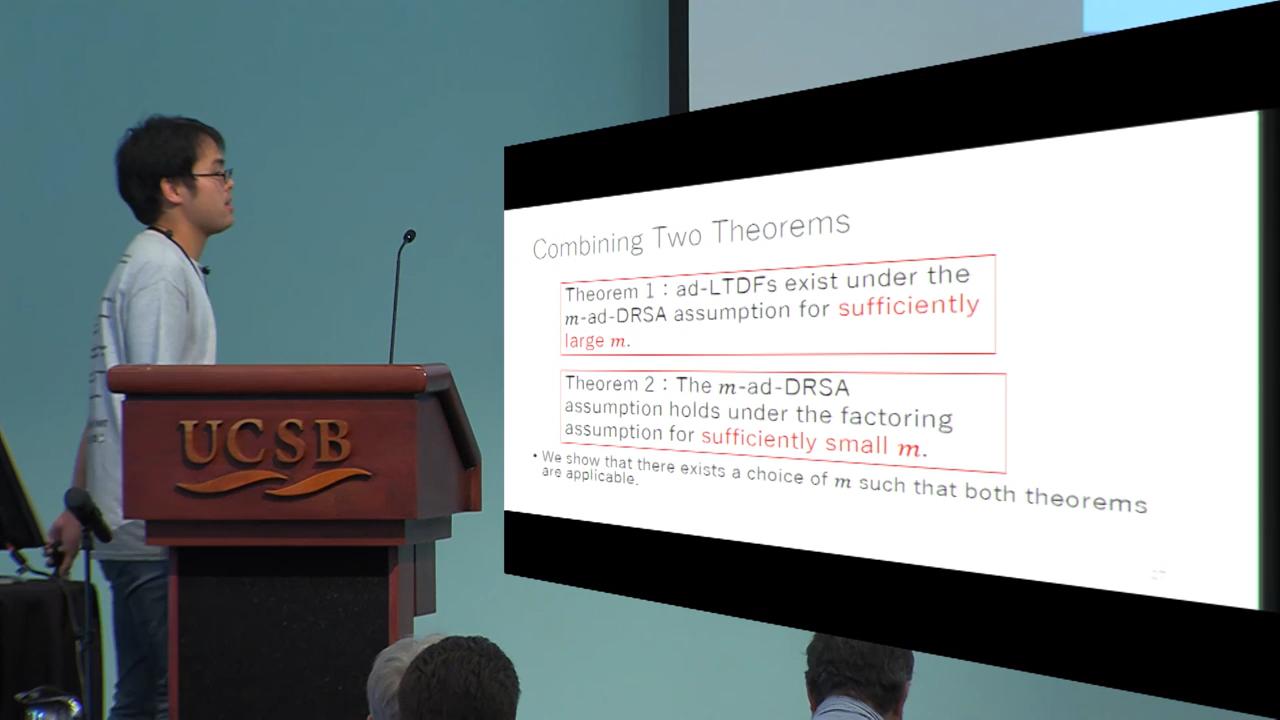 Combining Two Theorems
Theorem 1：ad-LTDFs exist under the
m-ad-DRSA assumption for sufficiently
large m.
Theorem 2：The m-ad-DRSA
assumption holds under the factoring
assumption for sufficiently small m.
• We show that there exists a choice of m such that both theorems
are applicable.
UCSB